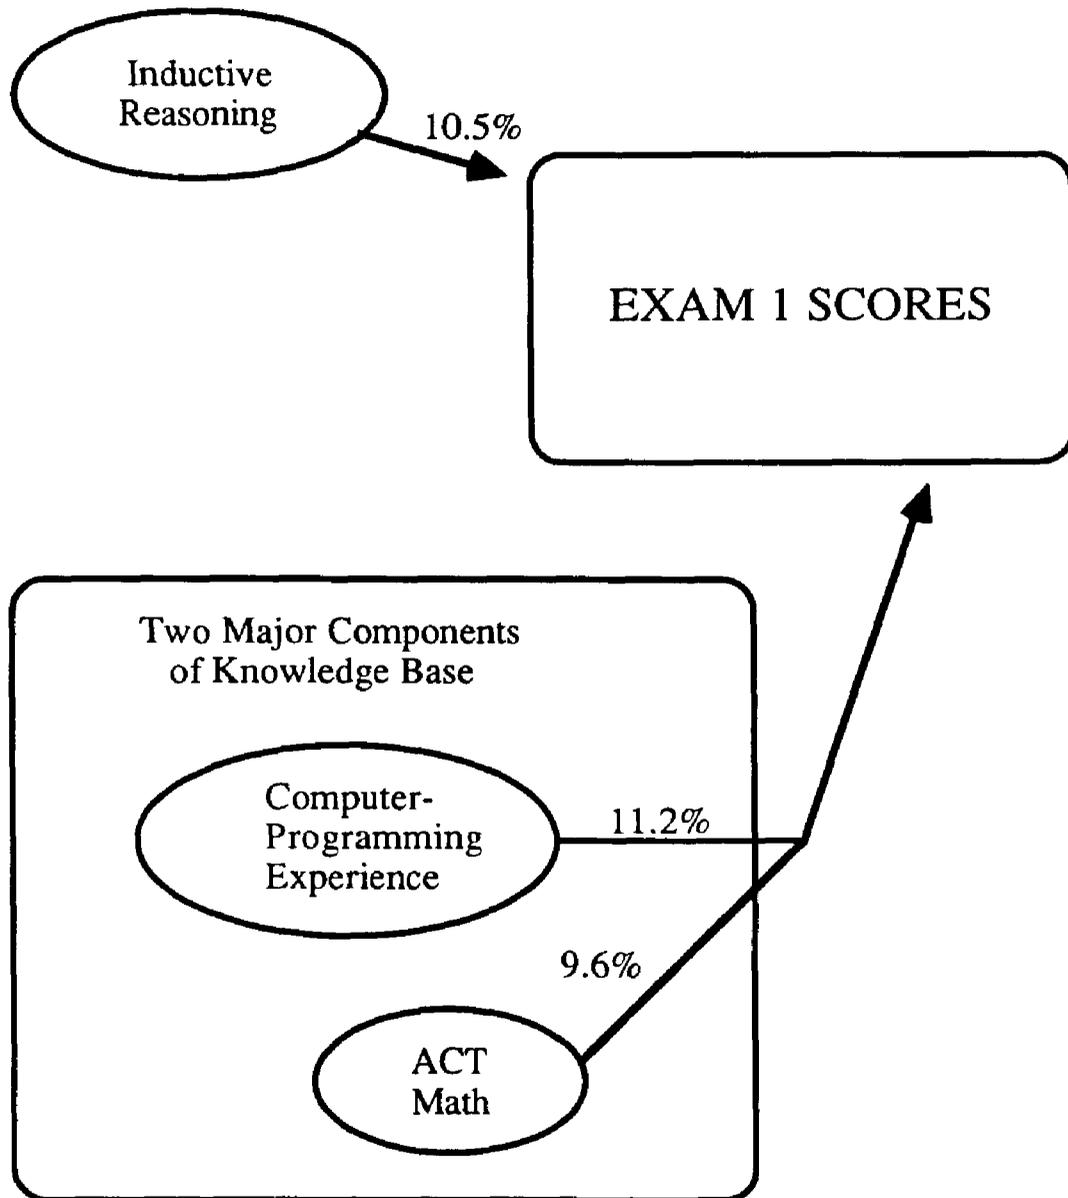 Inductive
Reasoning
10.5%
EXAM 1 SCORES
Two Major Components
of Knowledge Base
Computer-
Programming
Experience
11.2%
9.6%
ACT
Math